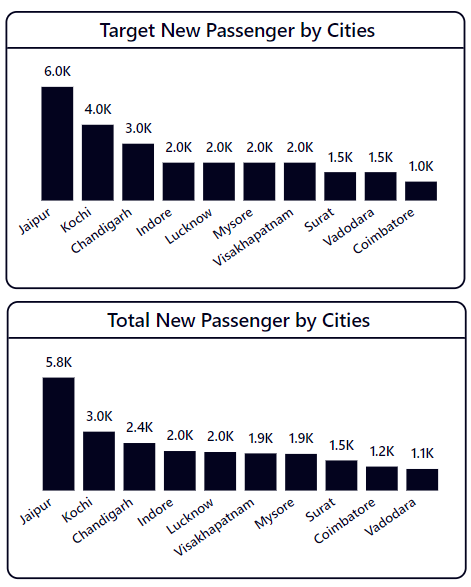 Target New Passenger by Cities
6.0K
4.0K
3.0K
2.0K
2.0K
2.0K
2.0K
1.5K
1.5K
1.0K
Jaipur
Kochi
Chandigarh
Indore
Lucknow
Mysore
Visakhapatnam
Surat
Vadodara
Coimbatore
Total New Passenger by Cities
5.8K
3.0K
2.4K
2.0K
2.0K
1.9K
1.9K
1.5K
1.2K
1.1K
Jaipur
Kochi
Chandigarh
Indore
Lucknow
Visakhapatnam
Mysore
Surat
Coimbatore
Vadodara